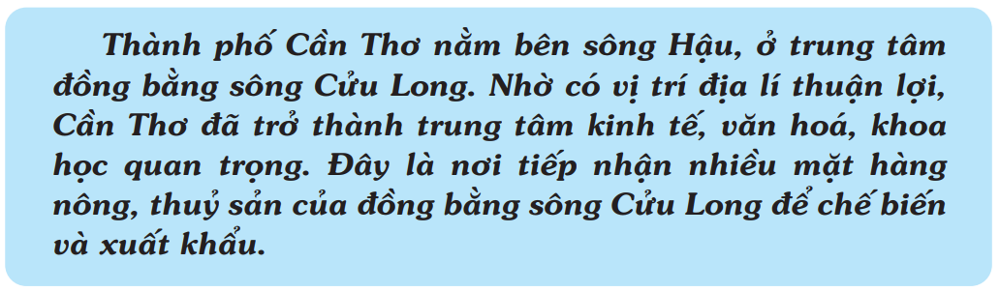 Thành phố Cần Thơ nằm bên sông Hậu, ở trung tâm
đồng bằng sông Cửu Long. Nhờ có vị trí địa lí thuận lợi,
Cần Thơ đã trở thành trung tâm kinh tế, văn hoá, khoa
học quan trọng. Đây là nơi tiếp nhận nhiều mặt hàng
nông, thuỷ sản của đồng bằng sông Cửu Long để chế biến
và xuất khẩu.